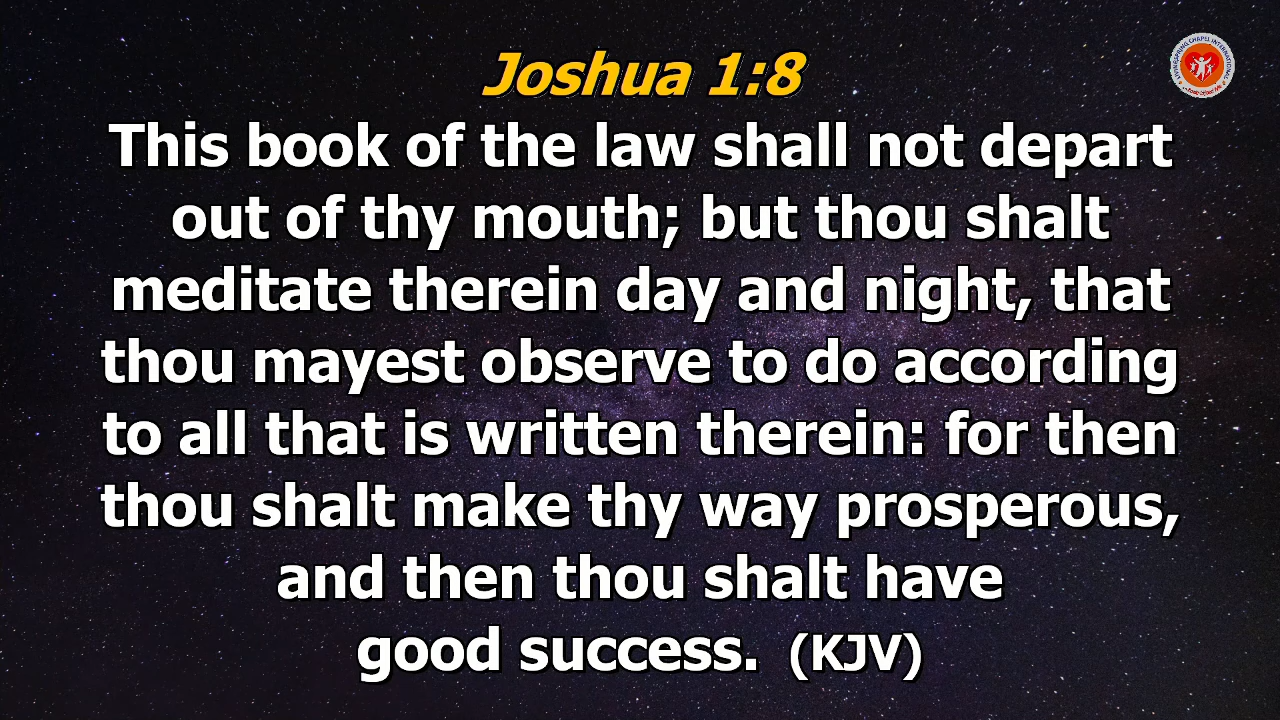 Joshua 1:8
This book of the law shall not depart
out of thy mouth; but thou shalt
meditate therein day and night, that
thou mayest observe to do according
to all that is written therein: for then
thou shalt make thy way prosperous,
and then thou shalt have
good success. (KJV)